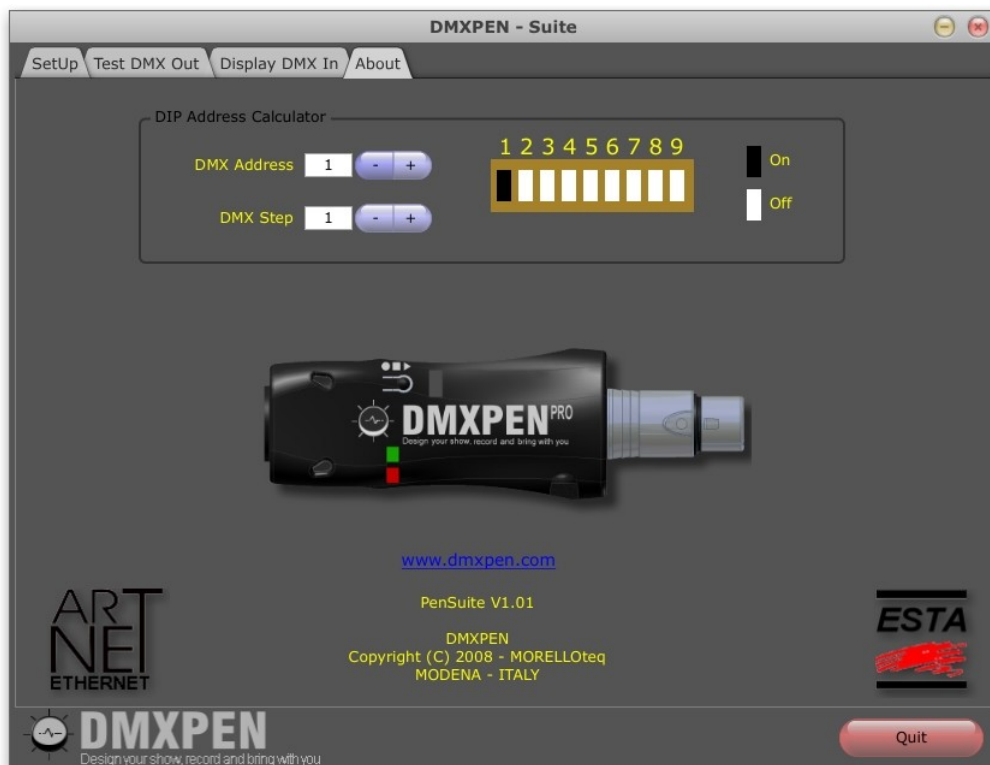 DMXPEN - Suite
SetUp
Test DMX Out
Display DMX In
About
DIP Address Calculator
DMX Address 1 - +
DMX Step 1 - +
1 2 3 4 5 6 7 8 9
On
Off
DMXPEN PRO
Design your show, record and bring with you
www.dmxpen.com
PenSuite V1.01
DMXPEN
Copyright (C) 2008 - MORELLOteq
MODENA - ITALY
ART
NET
ETHERNET
ESTA
DMXPEN
Design your show, record and bring with you
Quit